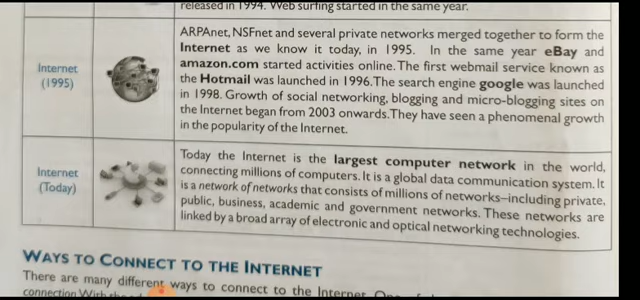 released in 1994. Web surfing started in the same year.
Internet
(1995)
ARPAnet, NSFnet and several private networks merged together to form the
Internet as we know it today, in 1995. In the same year eBay and
amazon.com started activities online. The first webmail service known as
the Hotmail was launched in 1996. The search engine google was launched
in 1998. Growth of social networking, blogging and micro-blogging sites on
the Internet began from 2003 onwards. They have seen a phenomenal growth
in the popularity of the Internet.
Internet
(Today)
Today the Internet is the largest computer network in the world,
connecting millions of computers. It is a global data communication system. It
is a network of networks that consists of millions of networks—including private,
public, business, academic and government networks. These networks are
linked by a broad array of electronic and optical networking technologies.
WAYS TO CONNECT TO THE INTERNET
There are many different ways to connect to the Internet. One of
connection With